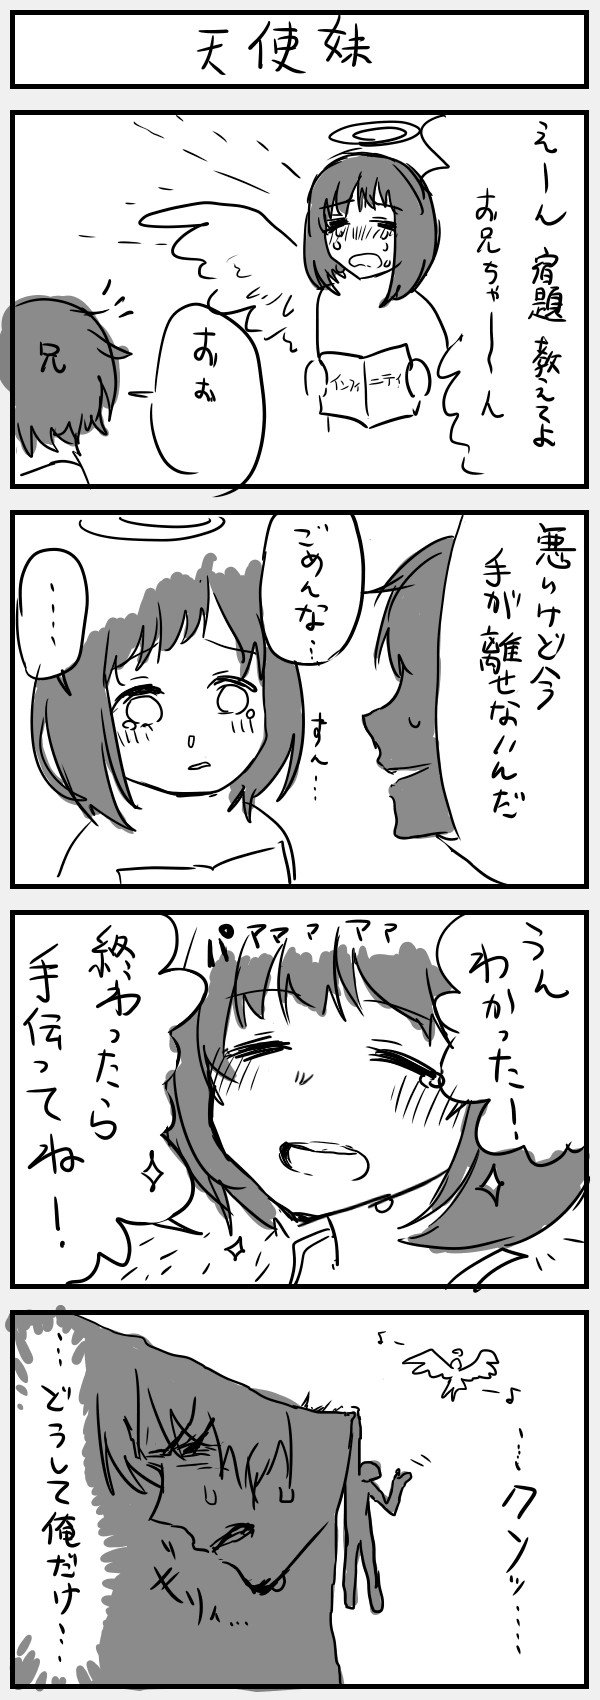 天使妹
えーん 宿題 教えてよ
お兄ちゃーーん
インフィニティ
おぉ
兄
悪いけど今
手が離せないんだ
ごめんな…
すん…
……
うん
わかったー!
パァァァァァ
終わったら
手伝ってね!
…クソッ……
ギリィ…
…どうして俺だけ…